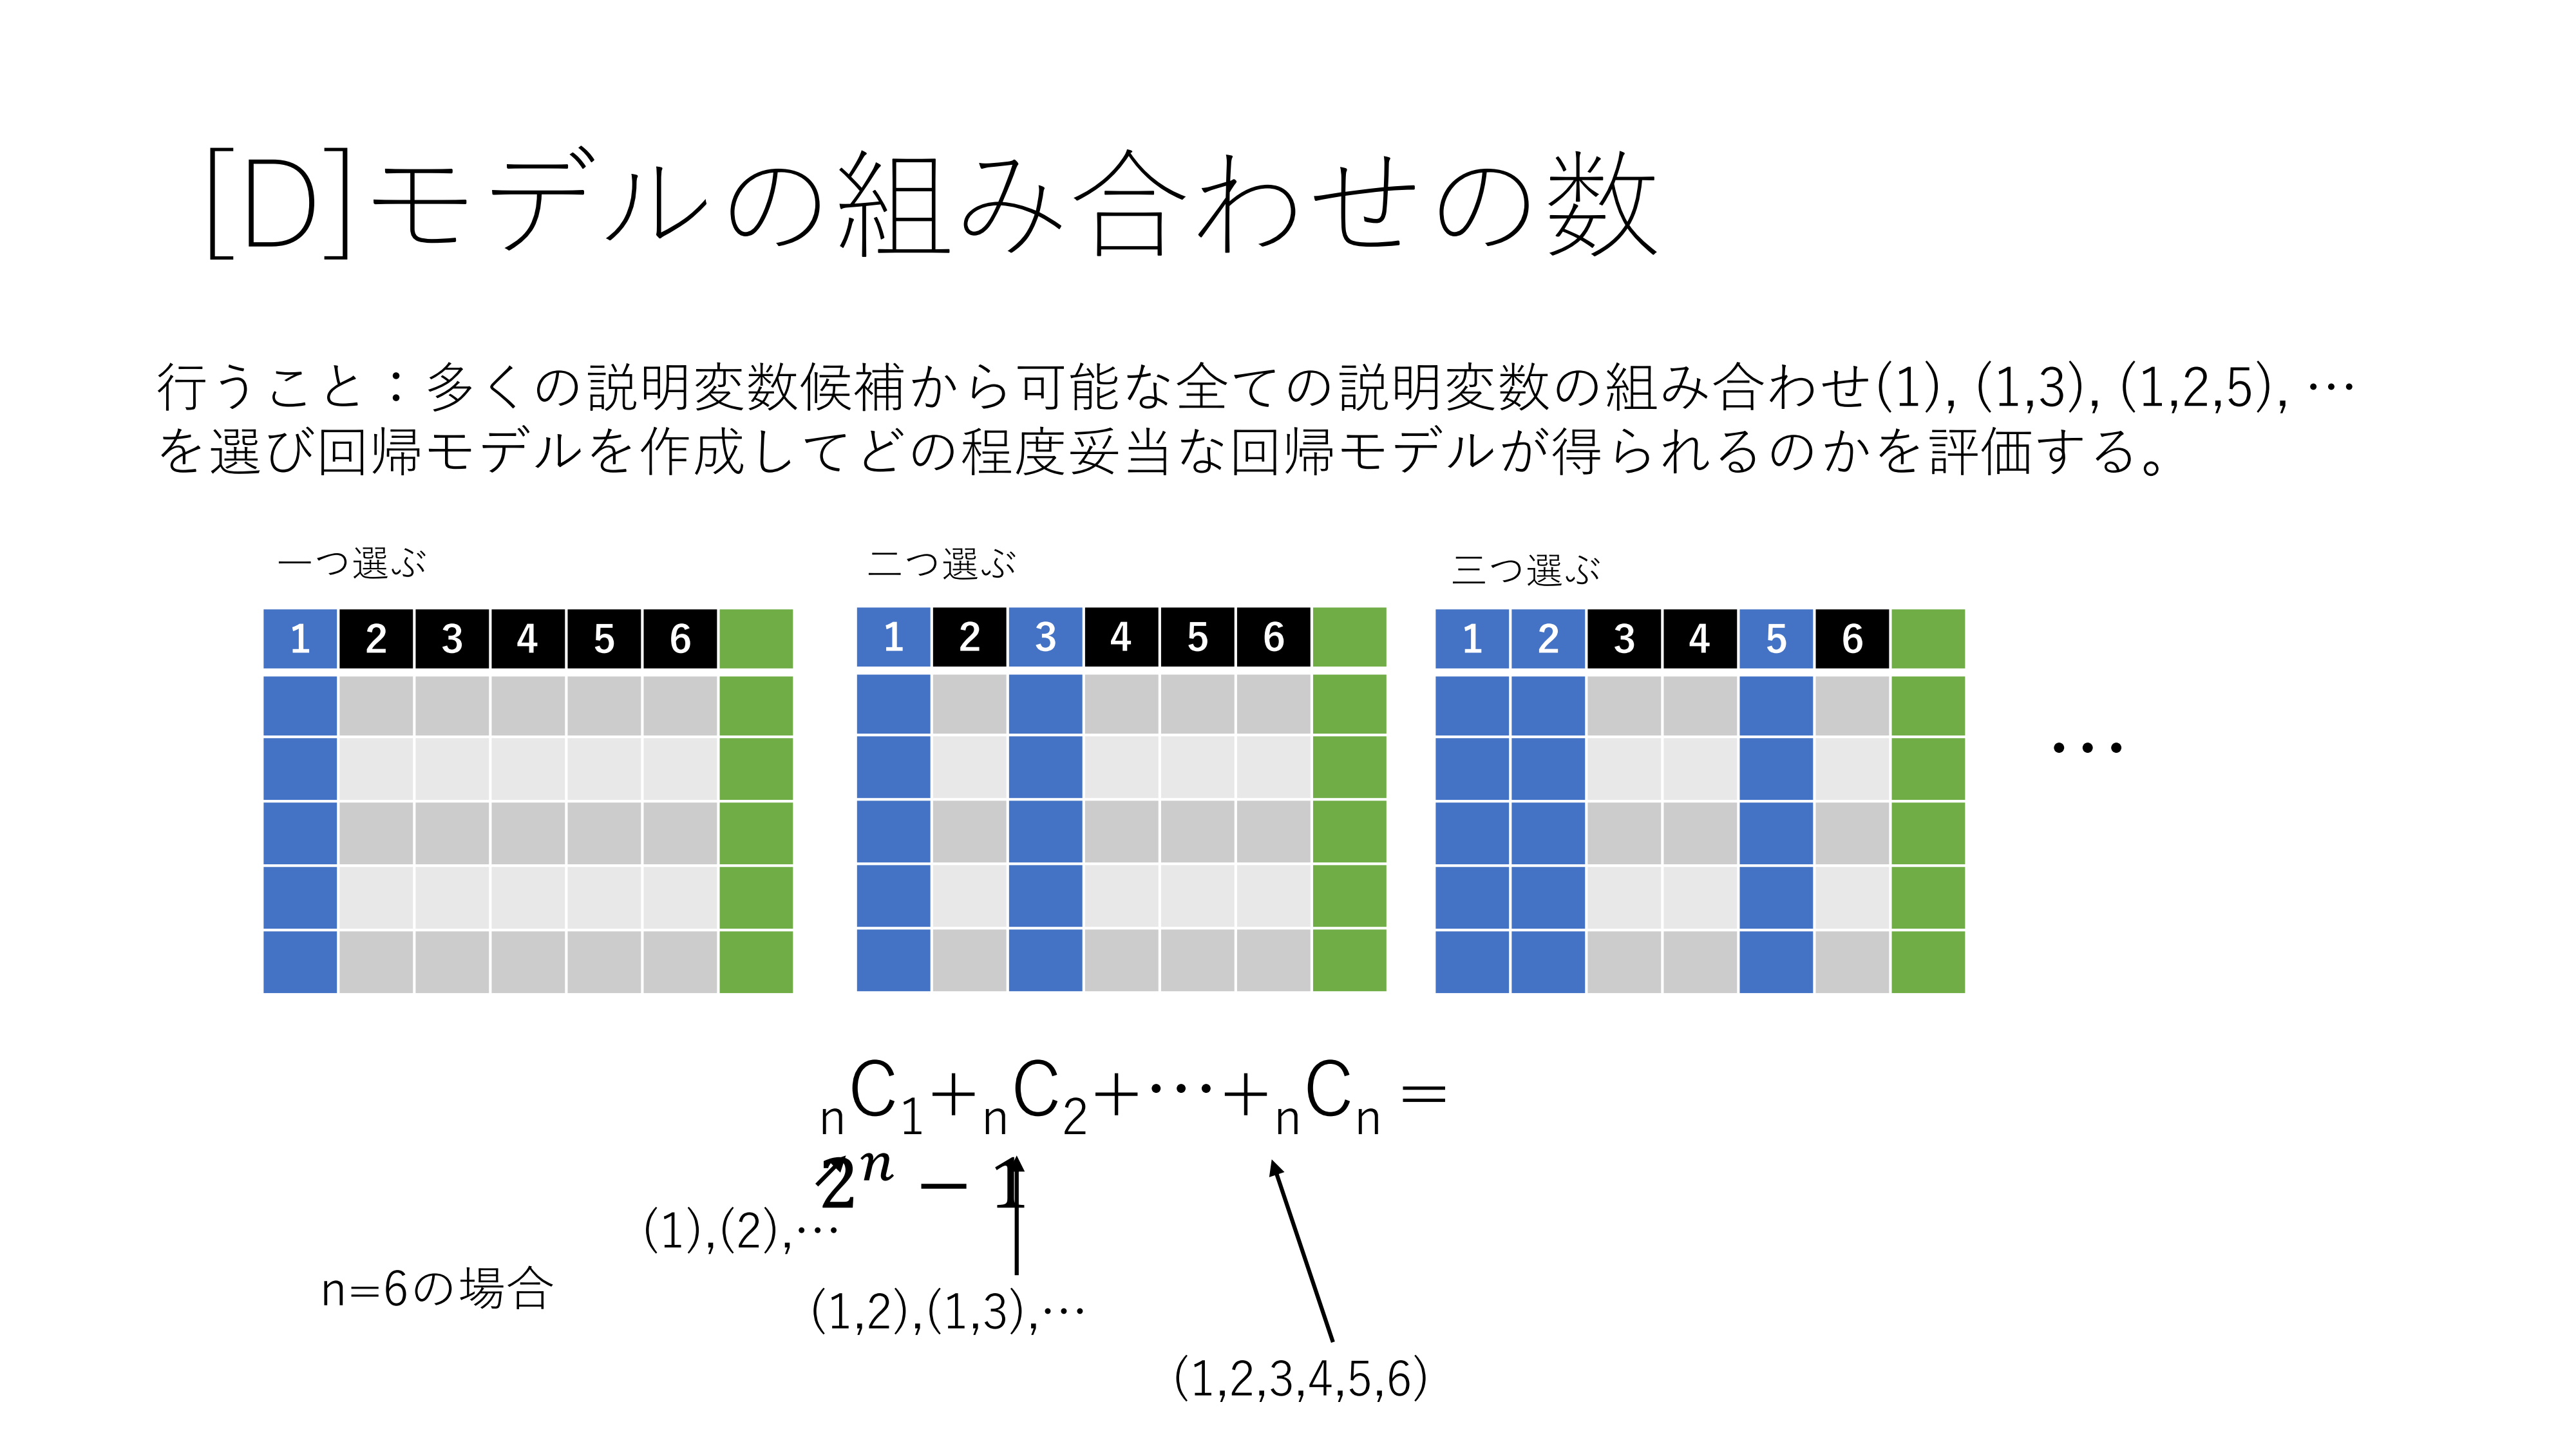 [D]モデルの組み合わせの数
行うこと：多くの説明変数候補から可能な全ての説明変数の組み合わせ(1), (1,3), (1,2,5), …
を選び回帰モデルを作成してどの程度妥当な回帰モデルが得られるのかを評価する。
一つ選ぶ
二つ選ぶ
三つ選ぶ
1 2 3 4 5 6
1 2 3 4 5 6
1 2 3 4 5 6
…
ₙC₁+ₙC₂+…+ₙCₙ =
2ⁿ − 1
(1),(2),…
n=6の場合
(1,2),(1,3),…
(1,2,3,4,5,6)